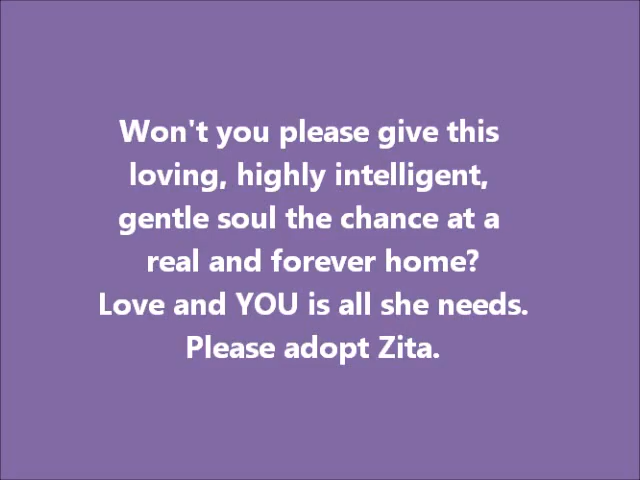 Won't you please give this
loving, highly intelligent,
gentle soul the chance at a
real and forever home?
Love and YOU is all she needs.
Please adopt Zita.